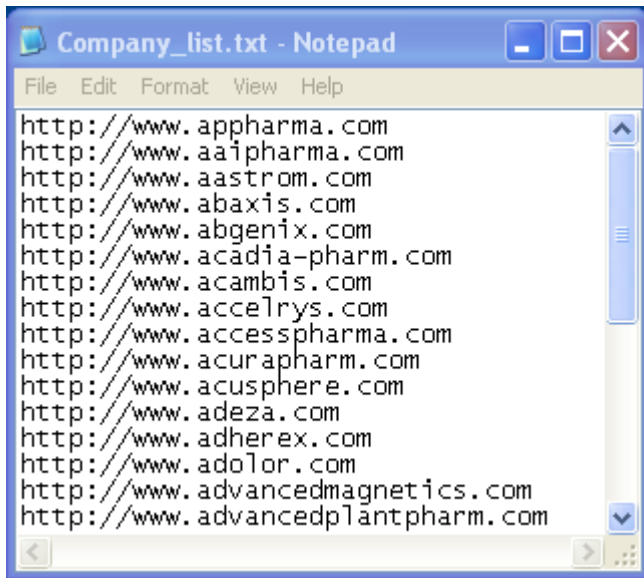 Company_list.txt - Notepad
File Edit Format View Help
http://www.appharma.com
http://www.aaipharma.com
http://www.aastrom.com
http://www.abaxis.com
http://www.abgenix.com
http://www.acadia-pharm.com
http://www.acambis.com
http://www.accelrys.com
http://www.accesspharma.com
http://www.acurapharm.com
http://www.acusphere.com
http://www.adeza.com
http://www.adherex.com
http://www.adolor.com
http://www.advancedmagnetics.com
http://www.advancedplantpharm.com